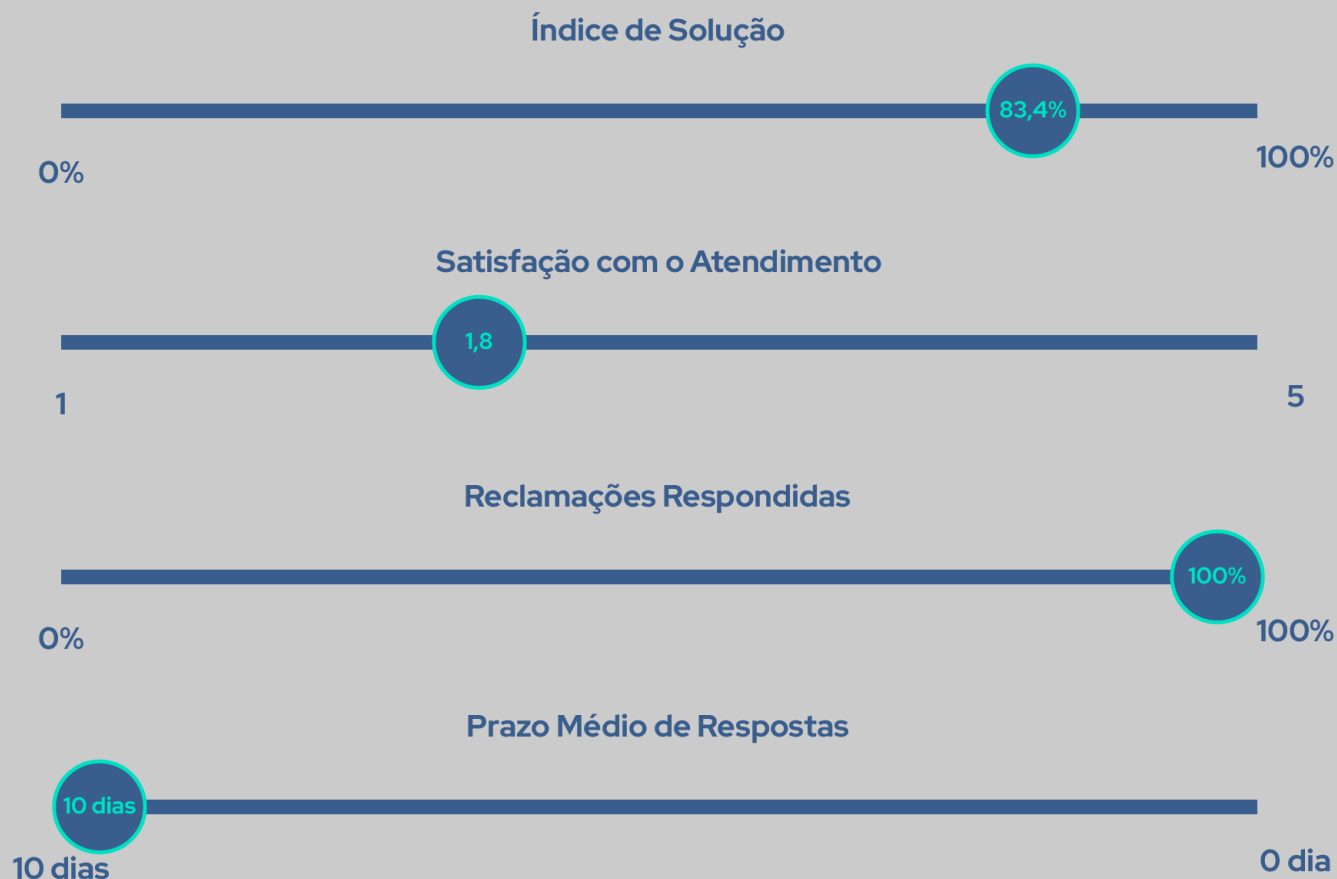 Índice de Solução
83,4%
0%
100%
Satisfação com o Atendimento
1,8
1
5
Reclamações Respondidas
100%
0%
100%
Prazo Médio de Respostas
10 dias
10 dias
0 dia